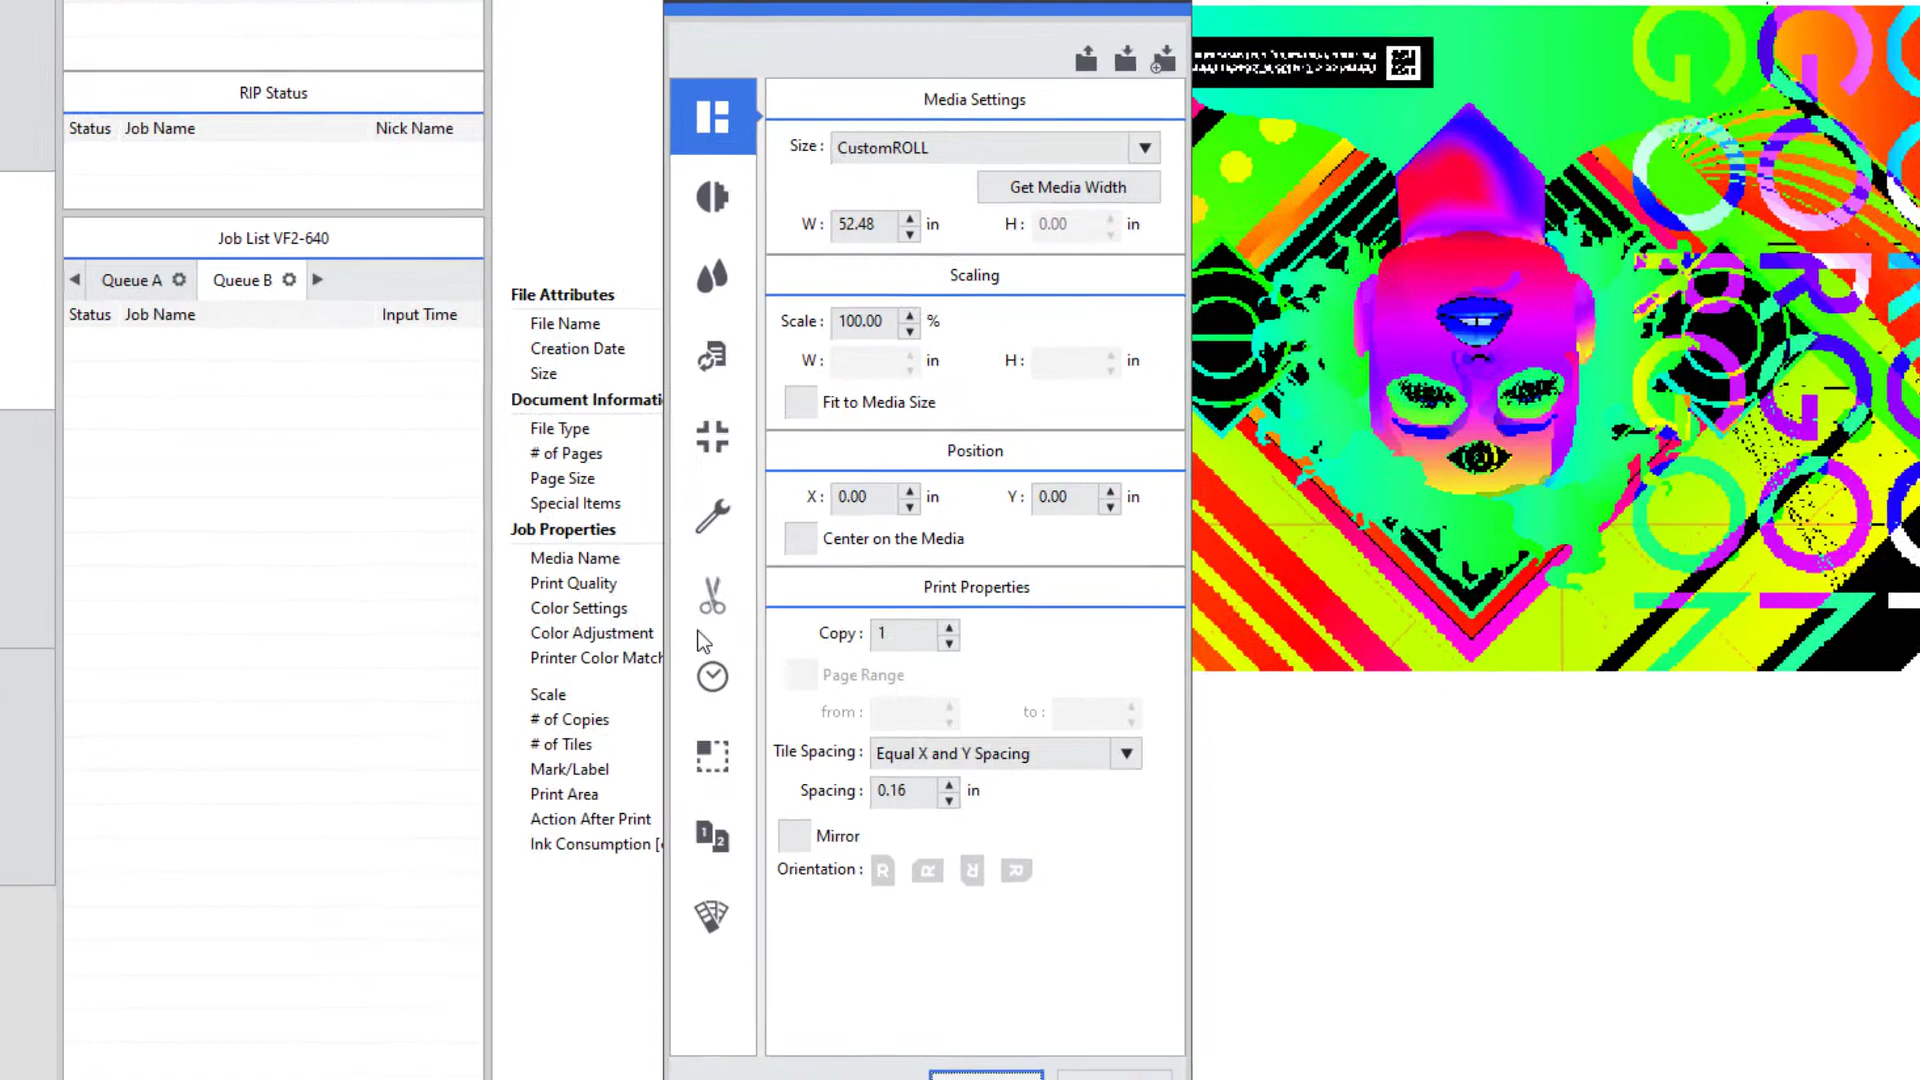 RIP Status
Status Job Name Nick Name
Job List VF2-640
Queue A Queue B
Status Job Name Input Time
File Attributes
File Name
Creation Date
Size
Document Informati
File Type
# of Pages
Page Size
Special Items
Job Properties
Media Name
Print Quality
Color Settings
Color Adjustment
Printer Color Match
Scale
# of Copies
# of Tiles
Mark/Label
Print Area
Action After Print
Ink Consumption [
Media Settings
Size : CustomROLL
Get Media Width
W : 52.48 in H : 0.00 in
Scaling
Scale : 100.00 %
W : in H : in
Fit to Media Size
Position
X : 0.00 in Y : 0.00 in
Center on the Media
Print Properties
Copy : 1
Page Range
from : to :
Tile Spacing : Equal X and Y Spacing
Spacing : 0.16 in
Mirror
Orientation : R R R R
1 2